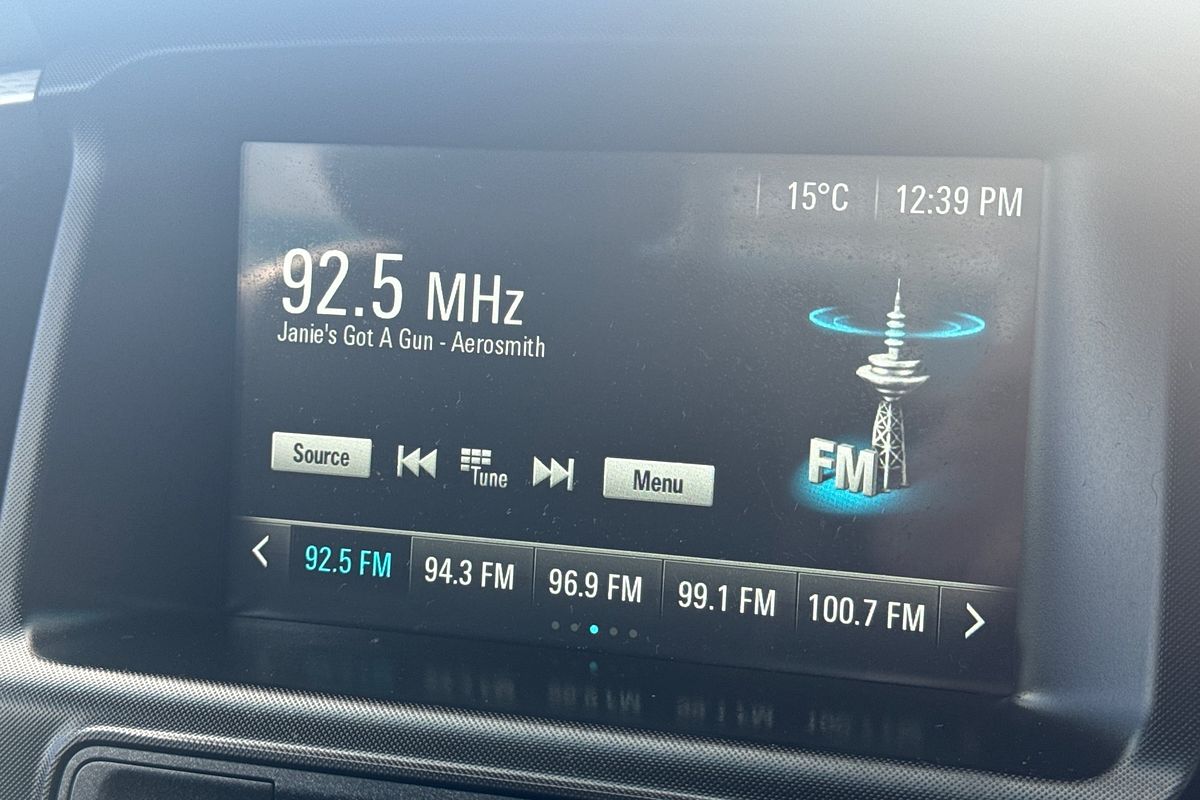 15°C 12:39 PM
92.5 MHz
Janie's Got A Gun - Aerosmith
FM
Source Tune Menu
92.5 FM 94.3 FM 96.9 FM 99.1 FM 100.7 FM